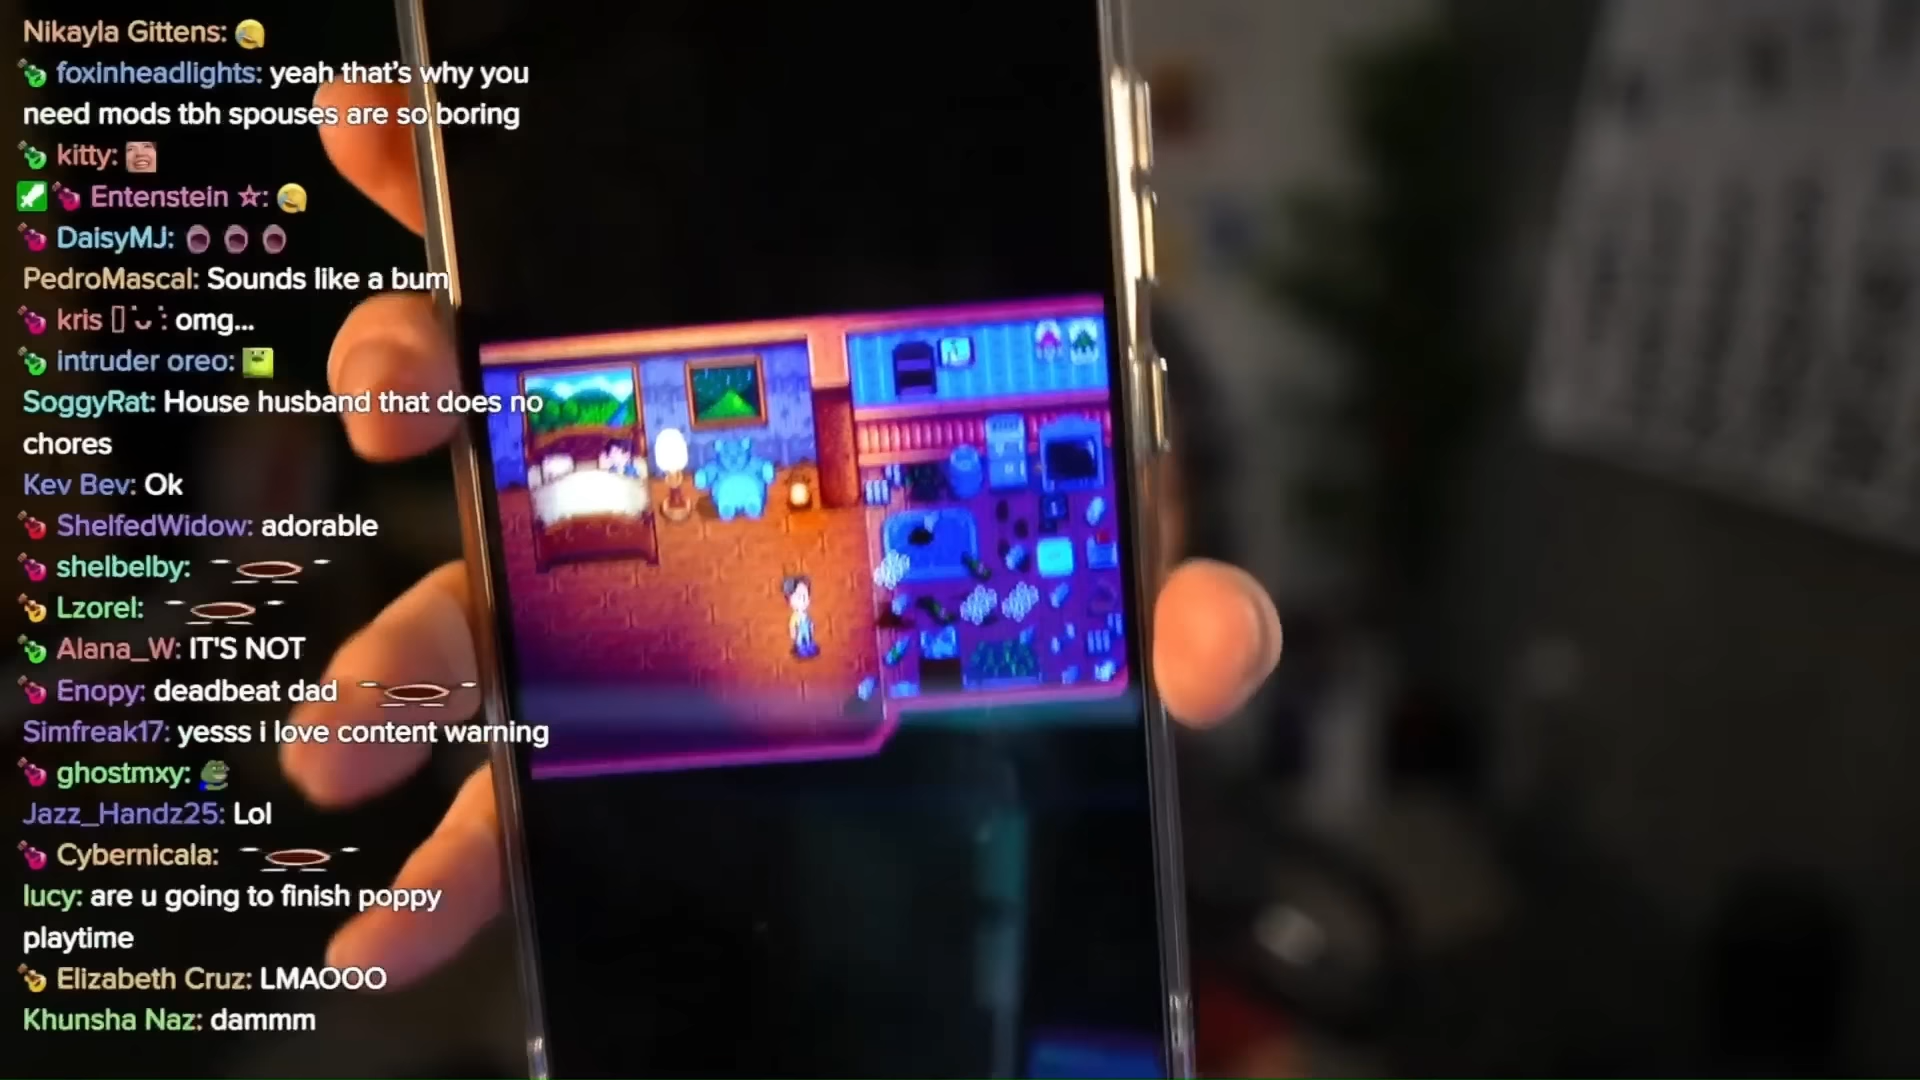 Nikayla Gittens:
foxinheadlights: yeah that's why you
need mods tbh spouses are so boring
kitty:
Entenstein ☆:
DaisyMJ:
PedroMascal: Sounds like a bum
kris ▯ ᷇ᵕ ᷆: omg...
intruder oreo:
SoggyRat: House husband that does no
chores
Kev Bev: Ok
ShelfedWidow: adorable
shelbelby:
Lzorel:
Alana_W: IT'S NOT
Enopy: deadbeat dad
Simfreak17: yesss i love content warning
ghostmxy:
Jazz_Handz25: Lol
Cybernicala:
lucy: are u going to finish poppy
playtime
Elizabeth Cruz: LMAOOO
Khunsha Naz: dammm